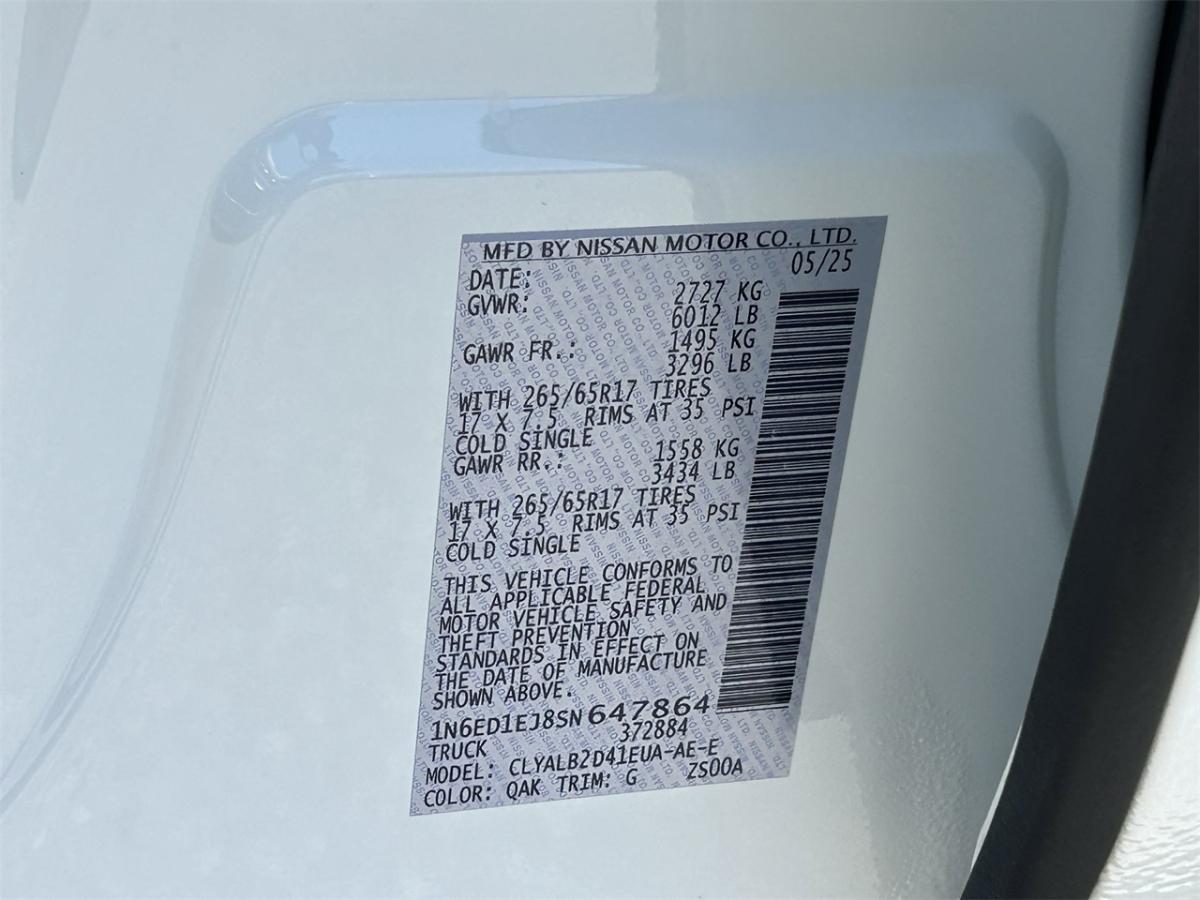 MFD BY NISSAN MOTOR CO., LTD.
DATE: 05/25
GVWR: 2727 KG
6012 LB
GAWR FR.: 1495 KG
3296 LB
WITH 265/65R17 TIRES
17 X 7.5 RIMS AT 35 PSI
COLD SINGLE
GAWR RR.: 1558 KG
3434 LB
WITH 265/65R17 TIRES
17 X 7.5 RIMS AT 35 PSI
COLD SINGLE
THIS VEHICLE CONFORMS TO
ALL APPLICABLE FEDERAL
MOTOR VEHICLE SAFETY AND
THEFT PREVENTION
STANDARDS IN EFFECT ON
THE DATE OF MANUFACTURE
SHOWN ABOVE.
1N6ED1EJ8SN647864
TRUCK 372884
MODEL: CLYALB2D41EUA-AE-E
COLOR: QAK TRIM: G ZS00A